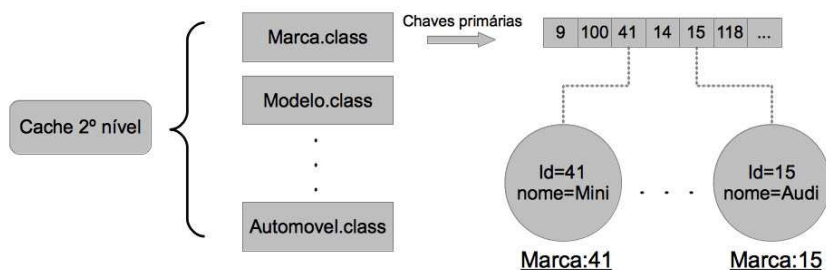 Cache 2º nível
Marca.class
Modelo.class
Automovel.class
Chaves primárias
9 100 41 14 15 118 ...
Id=41
nome=Mini
Marca:41
Id=15
nome=Audi
Marca:15